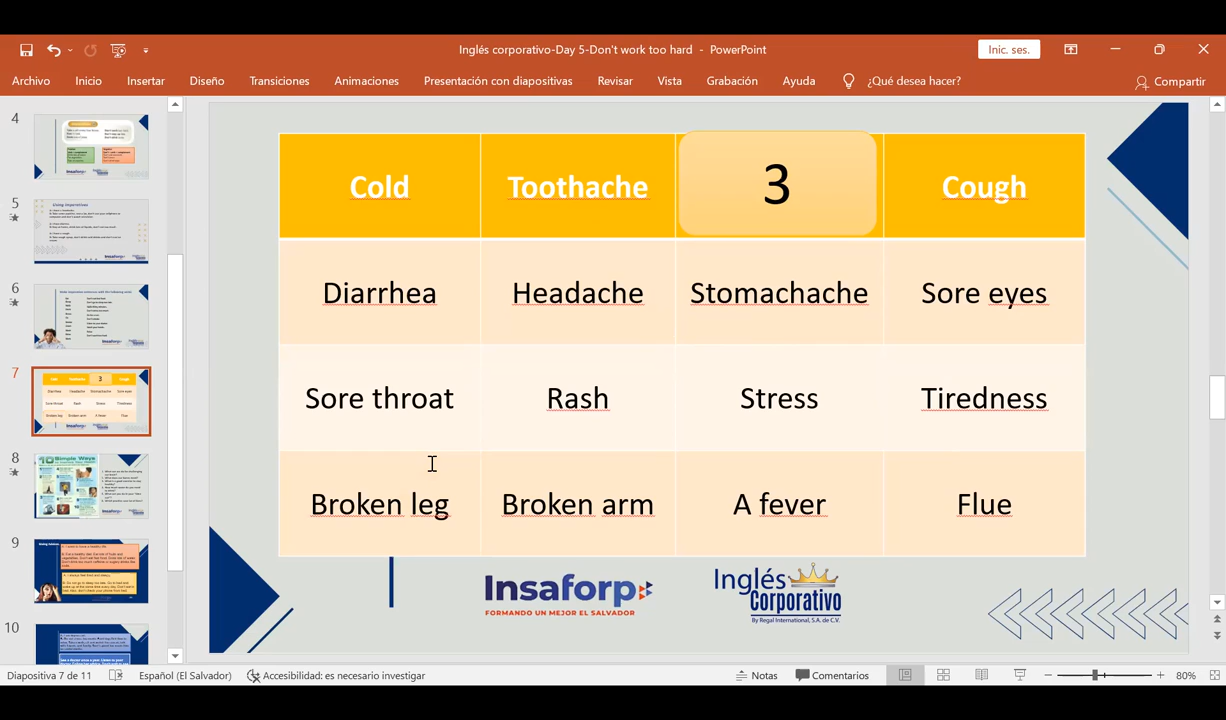 Inglés corporativo-Day 5-Don't work too hard - PowerPoint
Inic. ses.
Archivo Inicio Insertar Diseño Transiciones Animaciones Presentación con diapositivas Revisar Vista Grabación Ayuda ¿Qué desea hacer? Compartir
4
5
Using Imperatives
6
7
8
9
10
Cold Toothache 3 Cough
Diarrhea Headache Stomachache Sore eyes
Sore throat Rash Stress Tiredness
Broken leg Broken arm A fever Flue
Insaforp
FORMANDO UN MEJOR EL SALVADOR
Inglés
Corporativo
By Regal International, S.A. de C.V.
Diapositiva 7 de 11 Español (El Salvador) Accesibilidad: es necesario investigar Notas Comentarios 80%